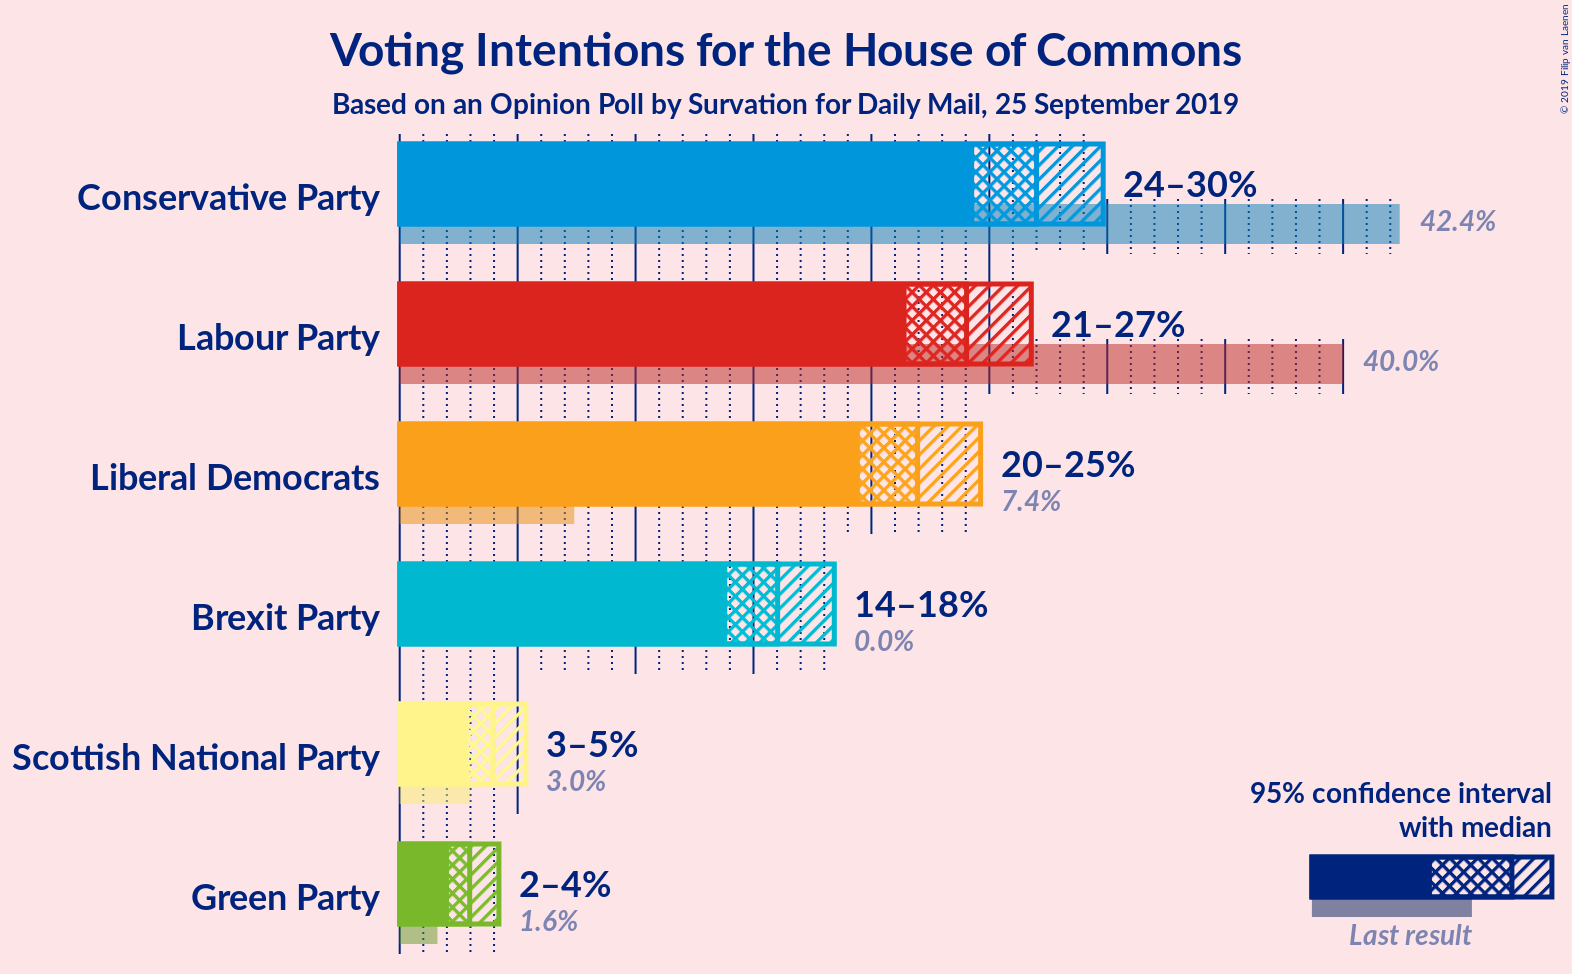 Voting Intentions for the House of Commons
Based on an Opinion Poll by Survation for Daily Mail, 25 September 2019
© 2019 Filip van Laenen
Conservative Party
24–30%
42.4%
Labour Party
21–27%
40.0%
Liberal Democrats
20–25%
7.4%
Brexit Party
14–18%
0.0%
Scottish National Party
3–5%
3.0%
Green Party
2–4%
1.6%
95% confidence interval
with median
Last result